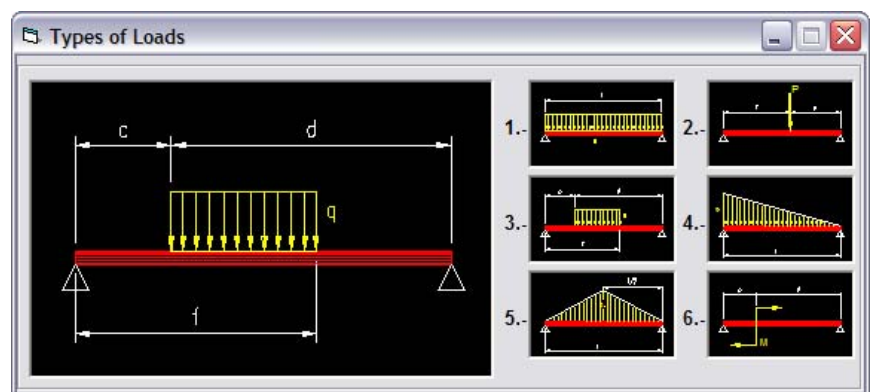 Types of Loads
c
d
q
f
1.-
2.-
P
3.-
4.-
5.-
6.-
M